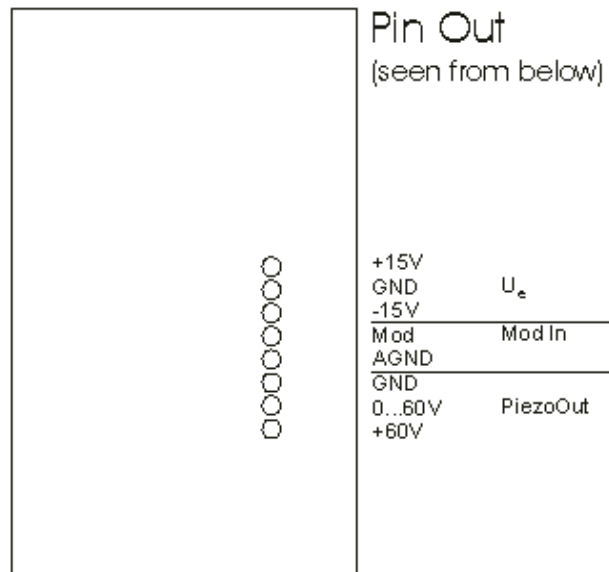 Pin Out
(seen from below)
+15V
GND U_e
-15V
Mod Mod In
AGND
GND
0...60V PiezoOut
+60V